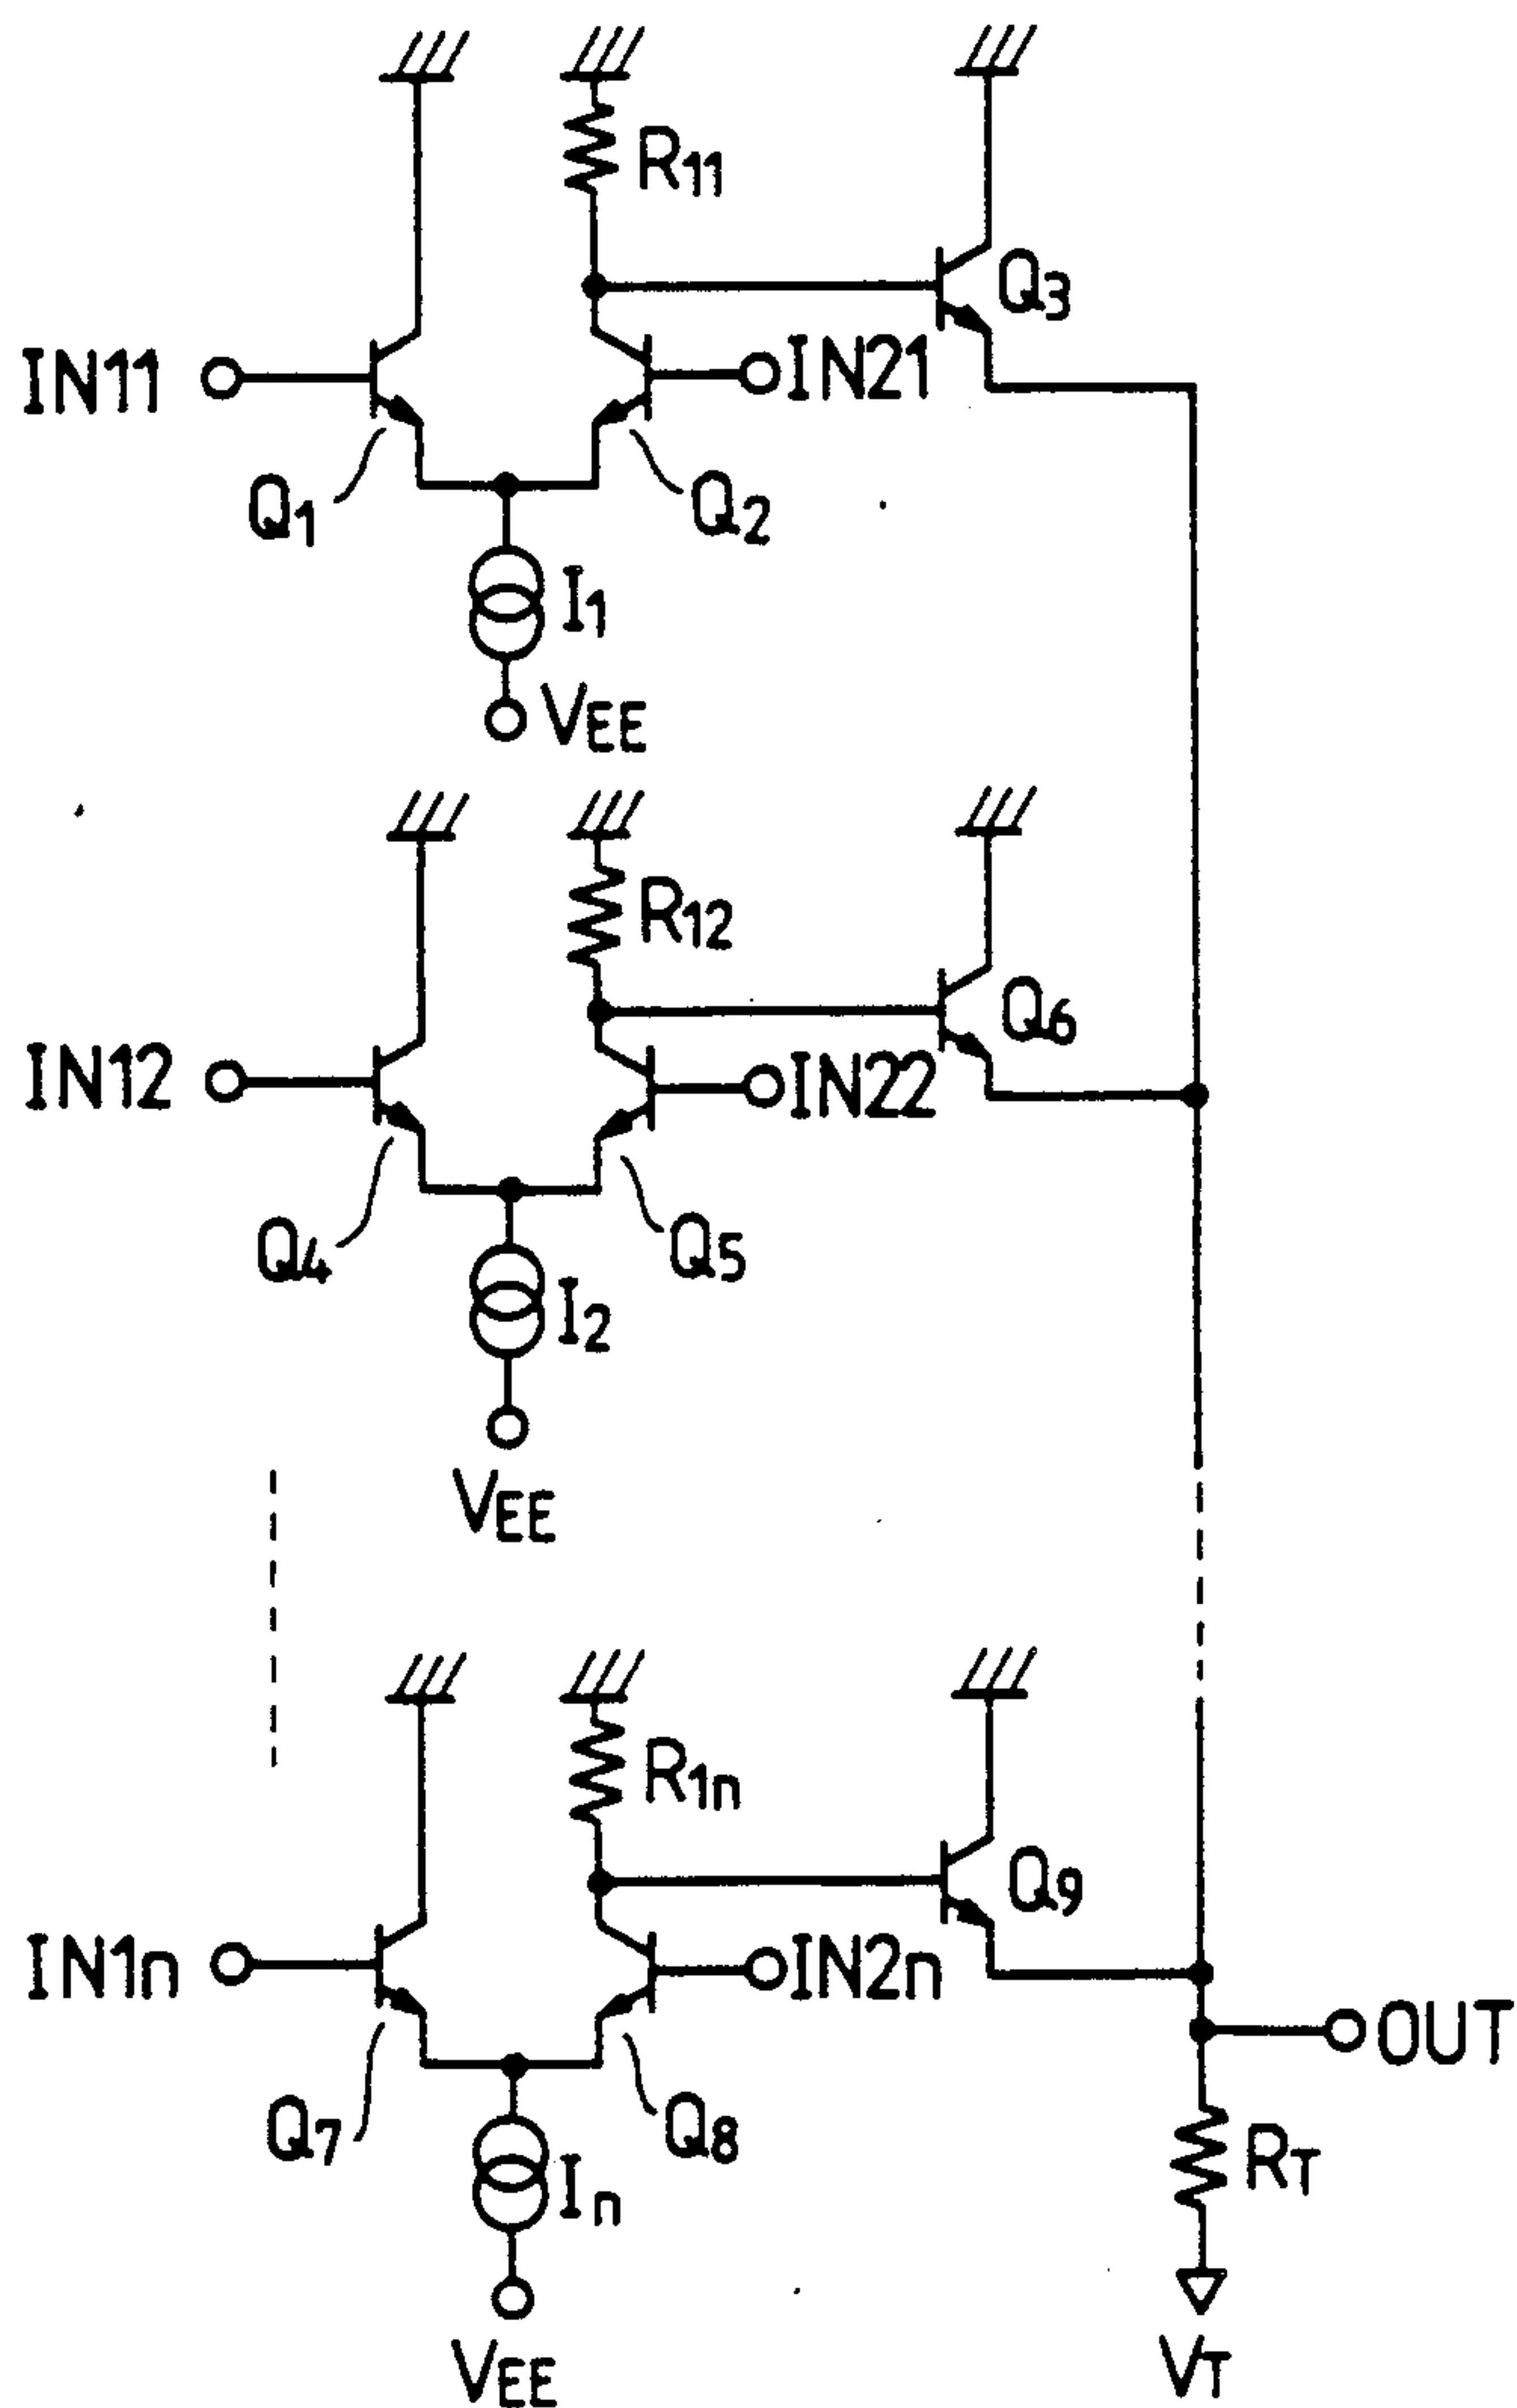 R11
Q3
IN11
IN21
Q1
Q2
I1
VEE
R12
Q6
IN12
IN22
Q4
Q5
I2
VEE
R1n
Q9
IN1n
IN2n
OUT
Q7
Q8
RT
In
VEE
VT